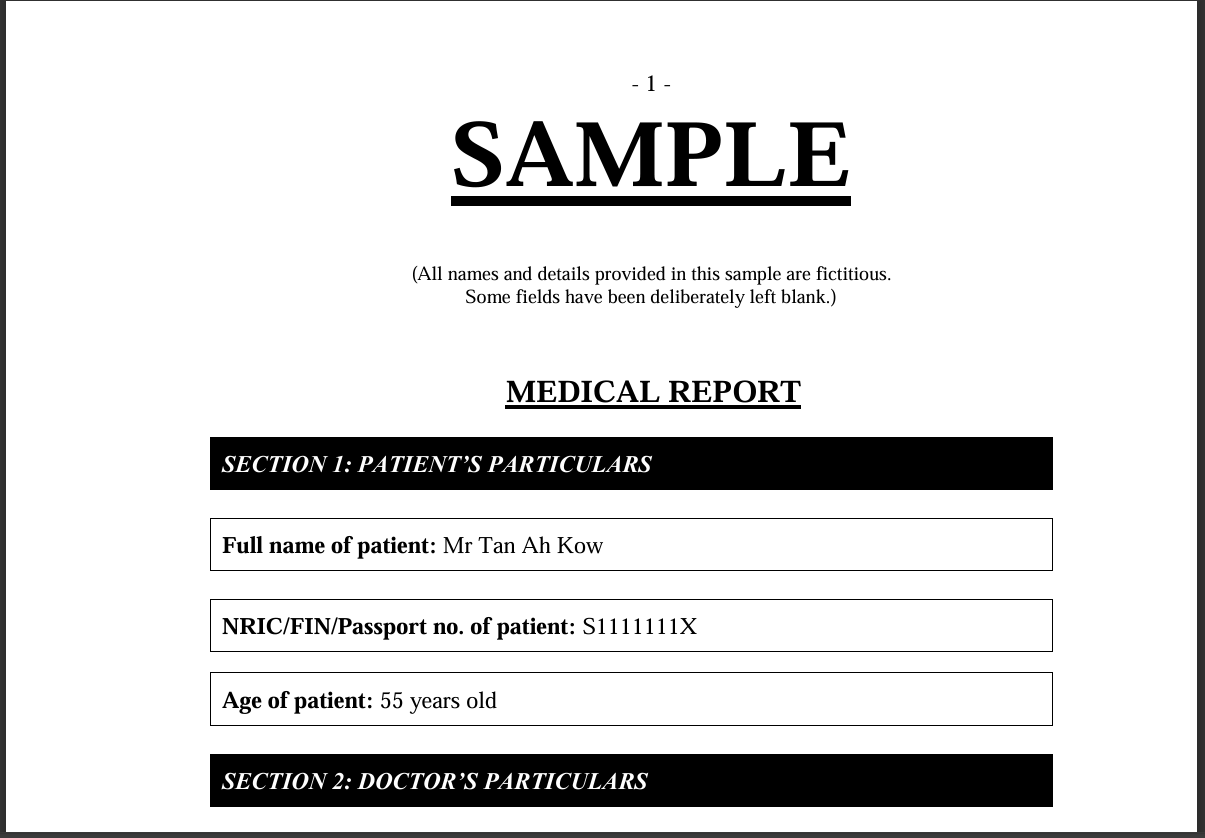 - 1 -
SAMPLE
(All names and details provided in this sample are fictitious.
Some fields have been deliberately left blank.)
MEDICAL REPORT
SECTION 1: PATIENT’S PARTICULARS
Full name of patient: Mr Tan Ah Kow
NRIC/FIN/Passport no. of patient: S1111111X
Age of patient: 55 years old
SECTION 2: DOCTOR’S PARTICULARS